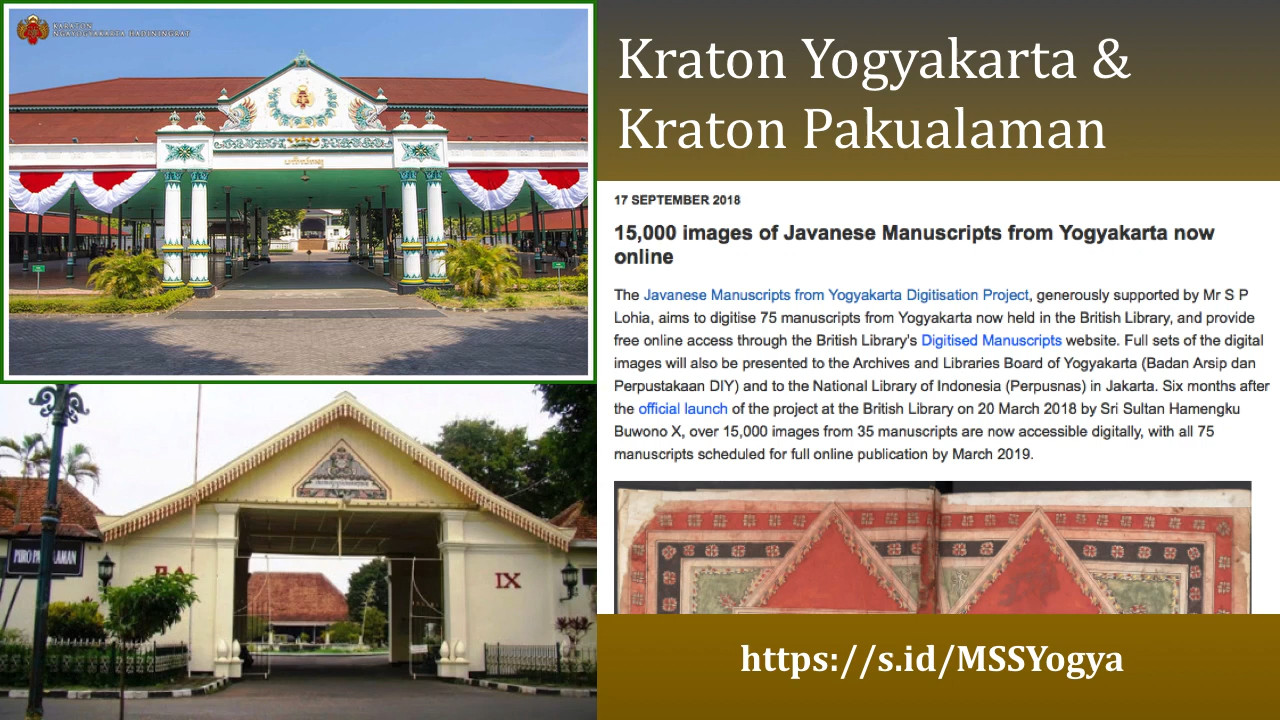 KARATON
NGAYOGYAKARTA HADININGRAT
Kraton Yogyakarta &
Kraton Pakualaman
17 SEPTEMBER 2018
15,000 images of Javanese Manuscripts from Yogyakarta now
online
The Javanese Manuscripts from Yogyakarta Digitisation Project, generously supported by Mr S P
Lohia, aims to digitise 75 manuscripts from Yogyakarta now held in the British Library, and provide
free online access through the British Library's Digitised Manuscripts website. Full sets of the digital
images will also be presented to the Archives and Libraries Board of Yogyakarta (Badan Arsip dan
Perpustakaan DIY) and to the National Library of Indonesia (Perpusnas) in Jakarta. Six months after
the official launch of the project at the British Library on 20 March 2018 by Sri Sultan Hamengku
Buwono X, over 15,000 images from 35 manuscripts are now accessible digitally, with all 75
manuscripts scheduled for full online publication by March 2019.
PURO PAKUALAMAN
PA
IX
https://s.id/MSSYogya